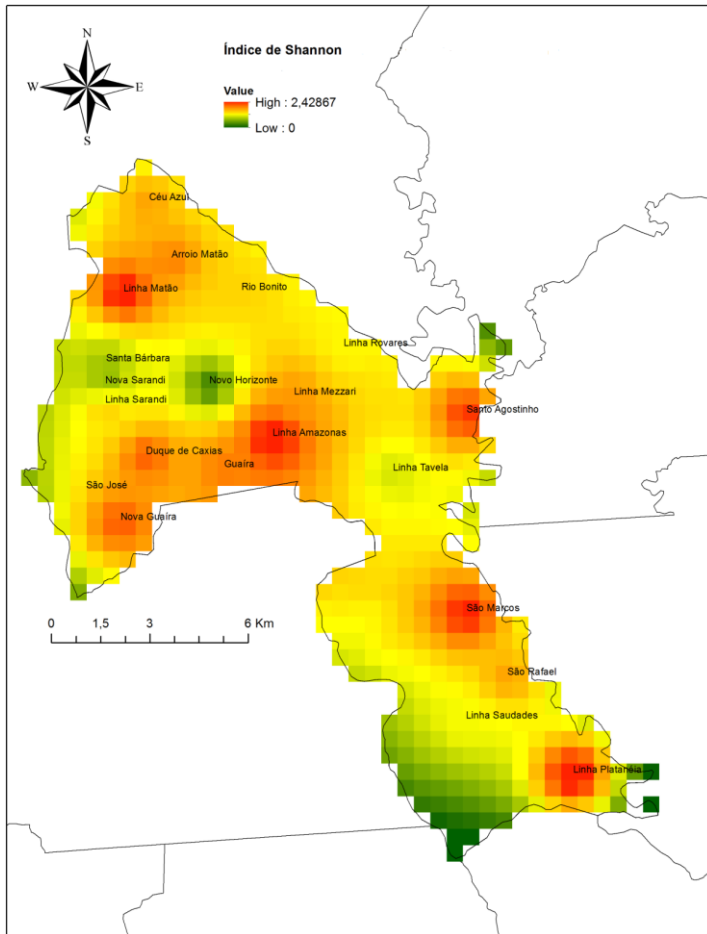 Índice de Shannon
N
W
E
S
Value
High : 2,42867
Low : 0
Céu Azul
Arroio Matão
Linha Matão
Rio Bonito
Linha Rovares
Santa Bárbara
Nova Sarandi
Novo Horizonte
Linha Sarandi
Linha Mezzari
Santo Agostinho
Linha Amazonas
Duque de Caxias
Guaíra
Linha Tavela
São José
Nova Guaíra
São Marcos
0 1,5 3 6 Km
São Rafael
Linha Saudades
Linha Platanéia